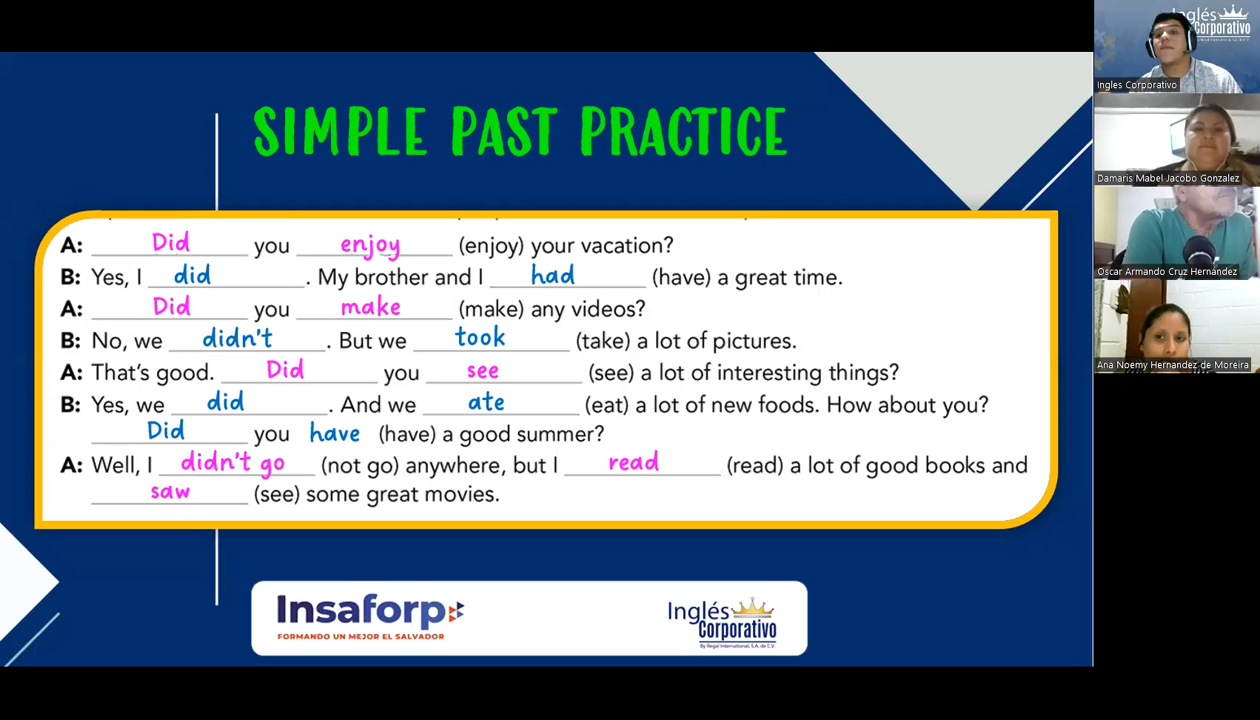 SIMPLE PAST PRACTICE
A: Did you enjoy (enjoy) your vacation?
B: Yes, I did. My brother and I had (have) a great time.
A: Did you make (make) any videos?
B: No, we didn't. But we took (take) a lot of pictures.
A: That's good. Did you see (see) a lot of interesting things?
B: Yes, we did. And we ate (eat) a lot of new foods. How about you?
Did you have (have) a good summer?
A: Well, I didn't go (not go) anywhere, but I read (read) a lot of good books and
saw (see) some great movies.
Insaforp
FORMANDO UN MEJOR EL SALVADOR
Inglés
Corporativo
By Regal International, S.A. de C.V.
Inglés
Corporativo
Ingles Corporativo
Damaris Mabel Jacobo Gonzalez
Oscar Armando Cruz Hernández
Ana Noemy Hernandez de Moreira